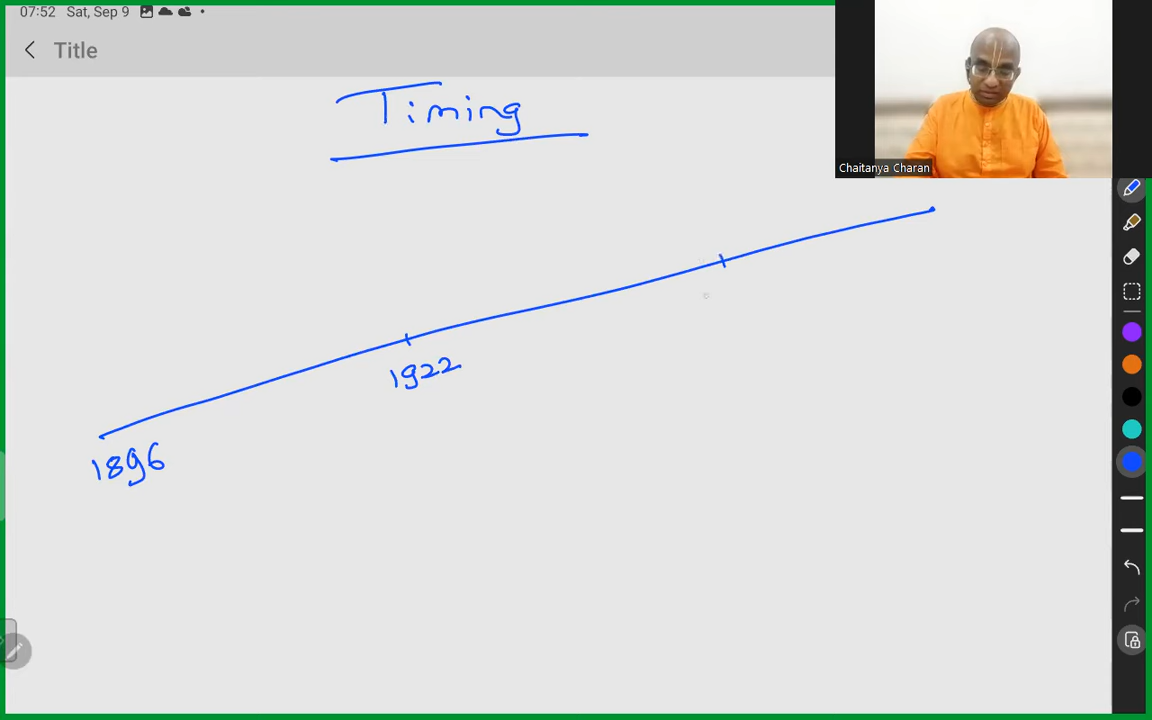 07:52 Sat, Sep 9
Title
Timing
Chaitanya Charan
1922
1896